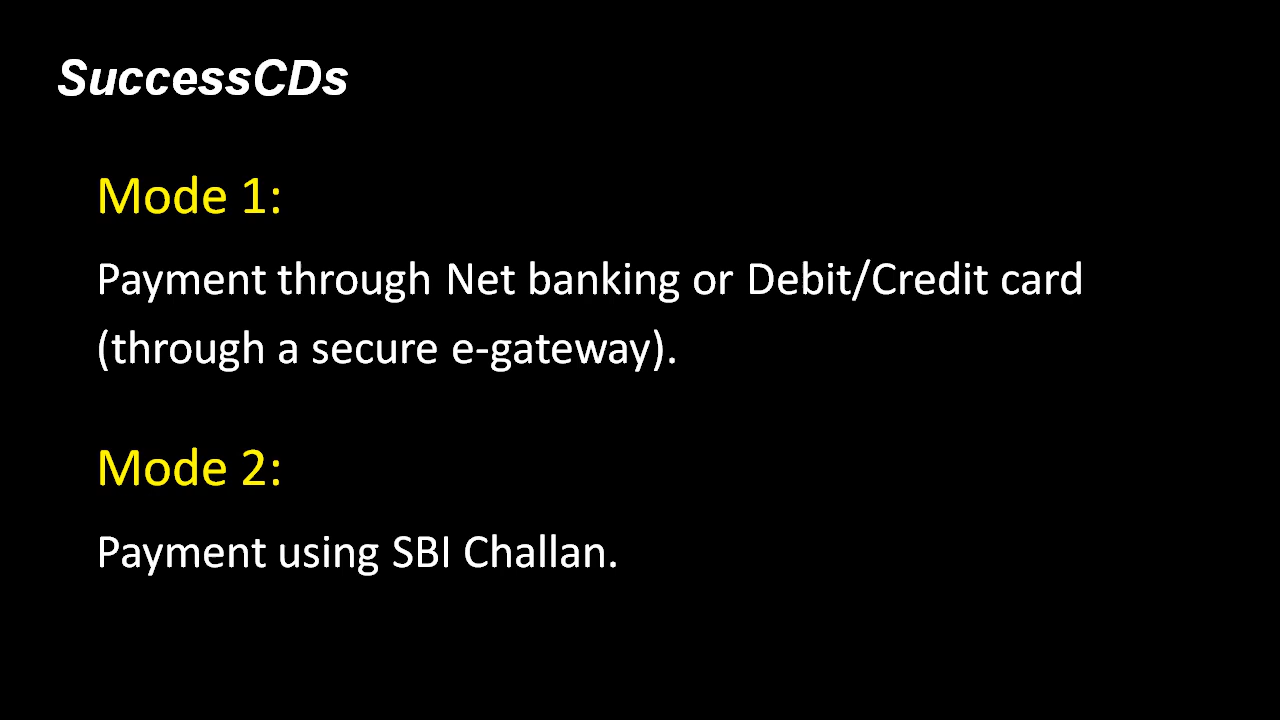 SuccessCDs
Mode 1:
Payment through Net banking or Debit/Credit card
(through a secure e-gateway).
Mode 2:
Payment using SBI Challan.